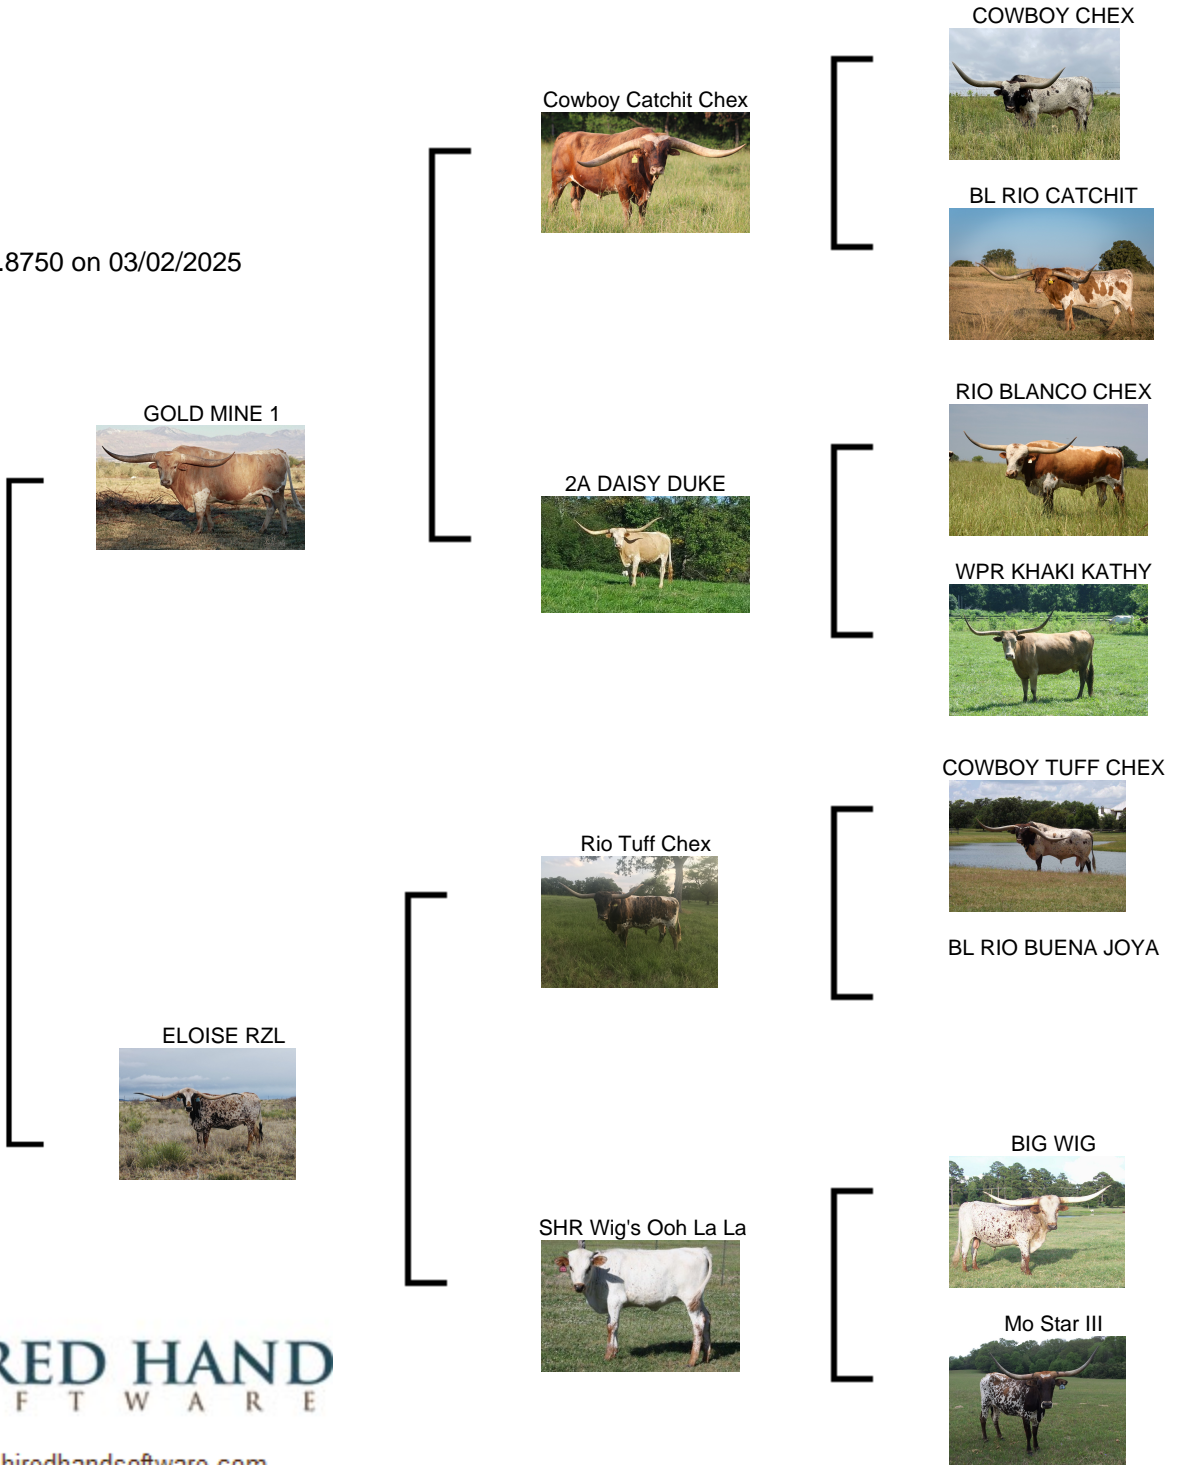 COWBOY CHEX
Cowboy Catchit Chex
BL RIO CATCHIT
.8750 on 03/02/2025
RIO BLANCO CHEX
GOLD MINE 1
2A DAISY DUKE
WPR KHAKI KATHY
COWBOY TUFF CHEX
Rio Tuff Chex
BL RIO BUENA JOYA
ELOISE RZL
BIG WIG
SHR Wig's Ooh La La
Mo Star III
RED HAND
F T W A R E
hiredhandsoftware.com